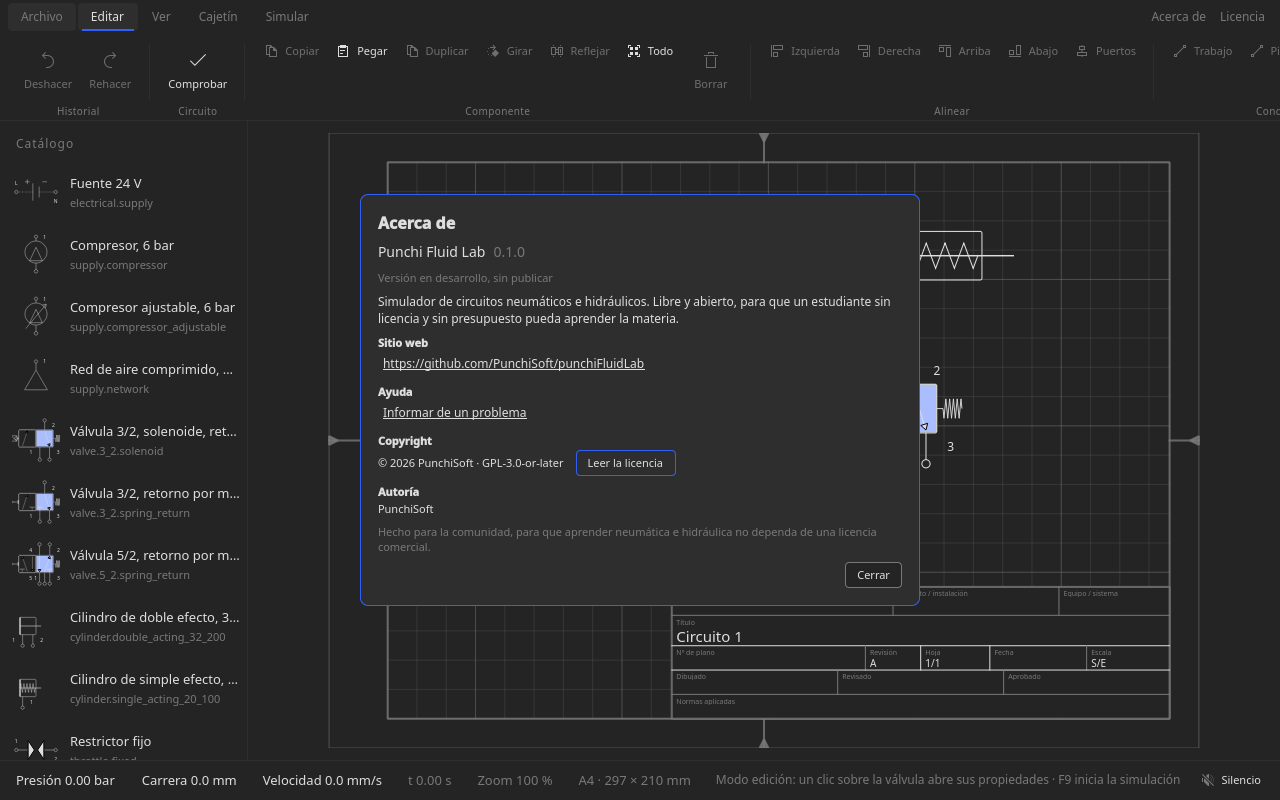 Archivo
Editar
Ver
Cajetín
Simular
Acerca de
Licencia
Deshacer
Rehacer
Historial
Comprobar
Circuito
Copiar
Pegar
Duplicar
Girar
Reflejar
Todo
Borrar
Componente
Izquierda
Derecha
Arriba
Abajo
Puertos
Alinear
Trabajo
Catálogo
Fuente 24 V
electrical.supply
Compresor, 6 bar
supply.compressor
Compresor ajustable, 6 bar
supply.compressor_adjustable
Red de aire comprimido, ...
supply.network
Válvula 3/2, solenoide, ret...
valve.3_2.solenoid
Válvula 3/2, retorno por m...
valve.3_2.spring_return
Válvula 5/2, retorno por m...
valve.5_2.spring_return
Cilindro de doble efecto, 3...
cylinder.double_acting_32_200
Cilindro de simple efecto, ...
cylinder.single_acting_20_100
Restrictor fijo
Acerca de
Punchi Fluid Lab 0.1.0
Versión en desarrollo, sin publicar
Simulador de circuitos neumáticos e hidráulicos. Libre y abierto, para que un estudiante sin
licencia y sin presupuesto pueda aprender la materia.
Sitio web
https://github.com/PunchiSoft/punchiFluidLab
Ayuda
Informar de un problema
Copyright
© 2026 PunchiSoft · GPL-3.0-or-later
Leer la licencia
Autoría
PunchiSoft
Hecho para la comunidad, para que aprender neumática e hidráulica no dependa de una licencia
comercial.
Cerrar
2
3
/ instalación
Equipo / sistema
Título
Circuito 1
Nº de plano
Revisión
A
Hoja
1/1
Fecha
Escala
S/E
Dibujado
Revisado
Aprobado
Normas aplicadas
Presión 0.00 bar
Carrera 0.0 mm
Velocidad 0.0 mm/s
t 0.00 s
Zoom 100 %
A4 · 297 × 210 mm
Modo edición: un clic sobre la válvula abre sus propiedades · F9 inicia la simulación
Silencio